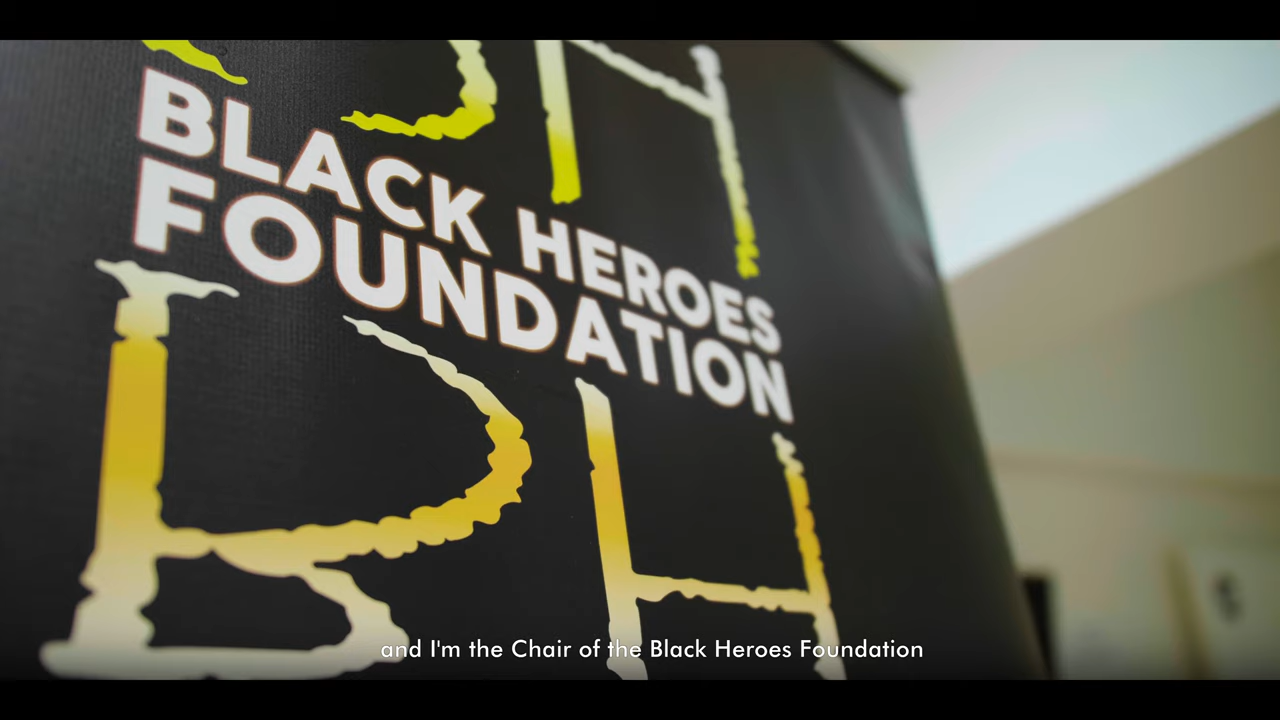 BLACK HEROES
FOUNDATION
BH
and I'm the Chair of the Black Heroes Foundation